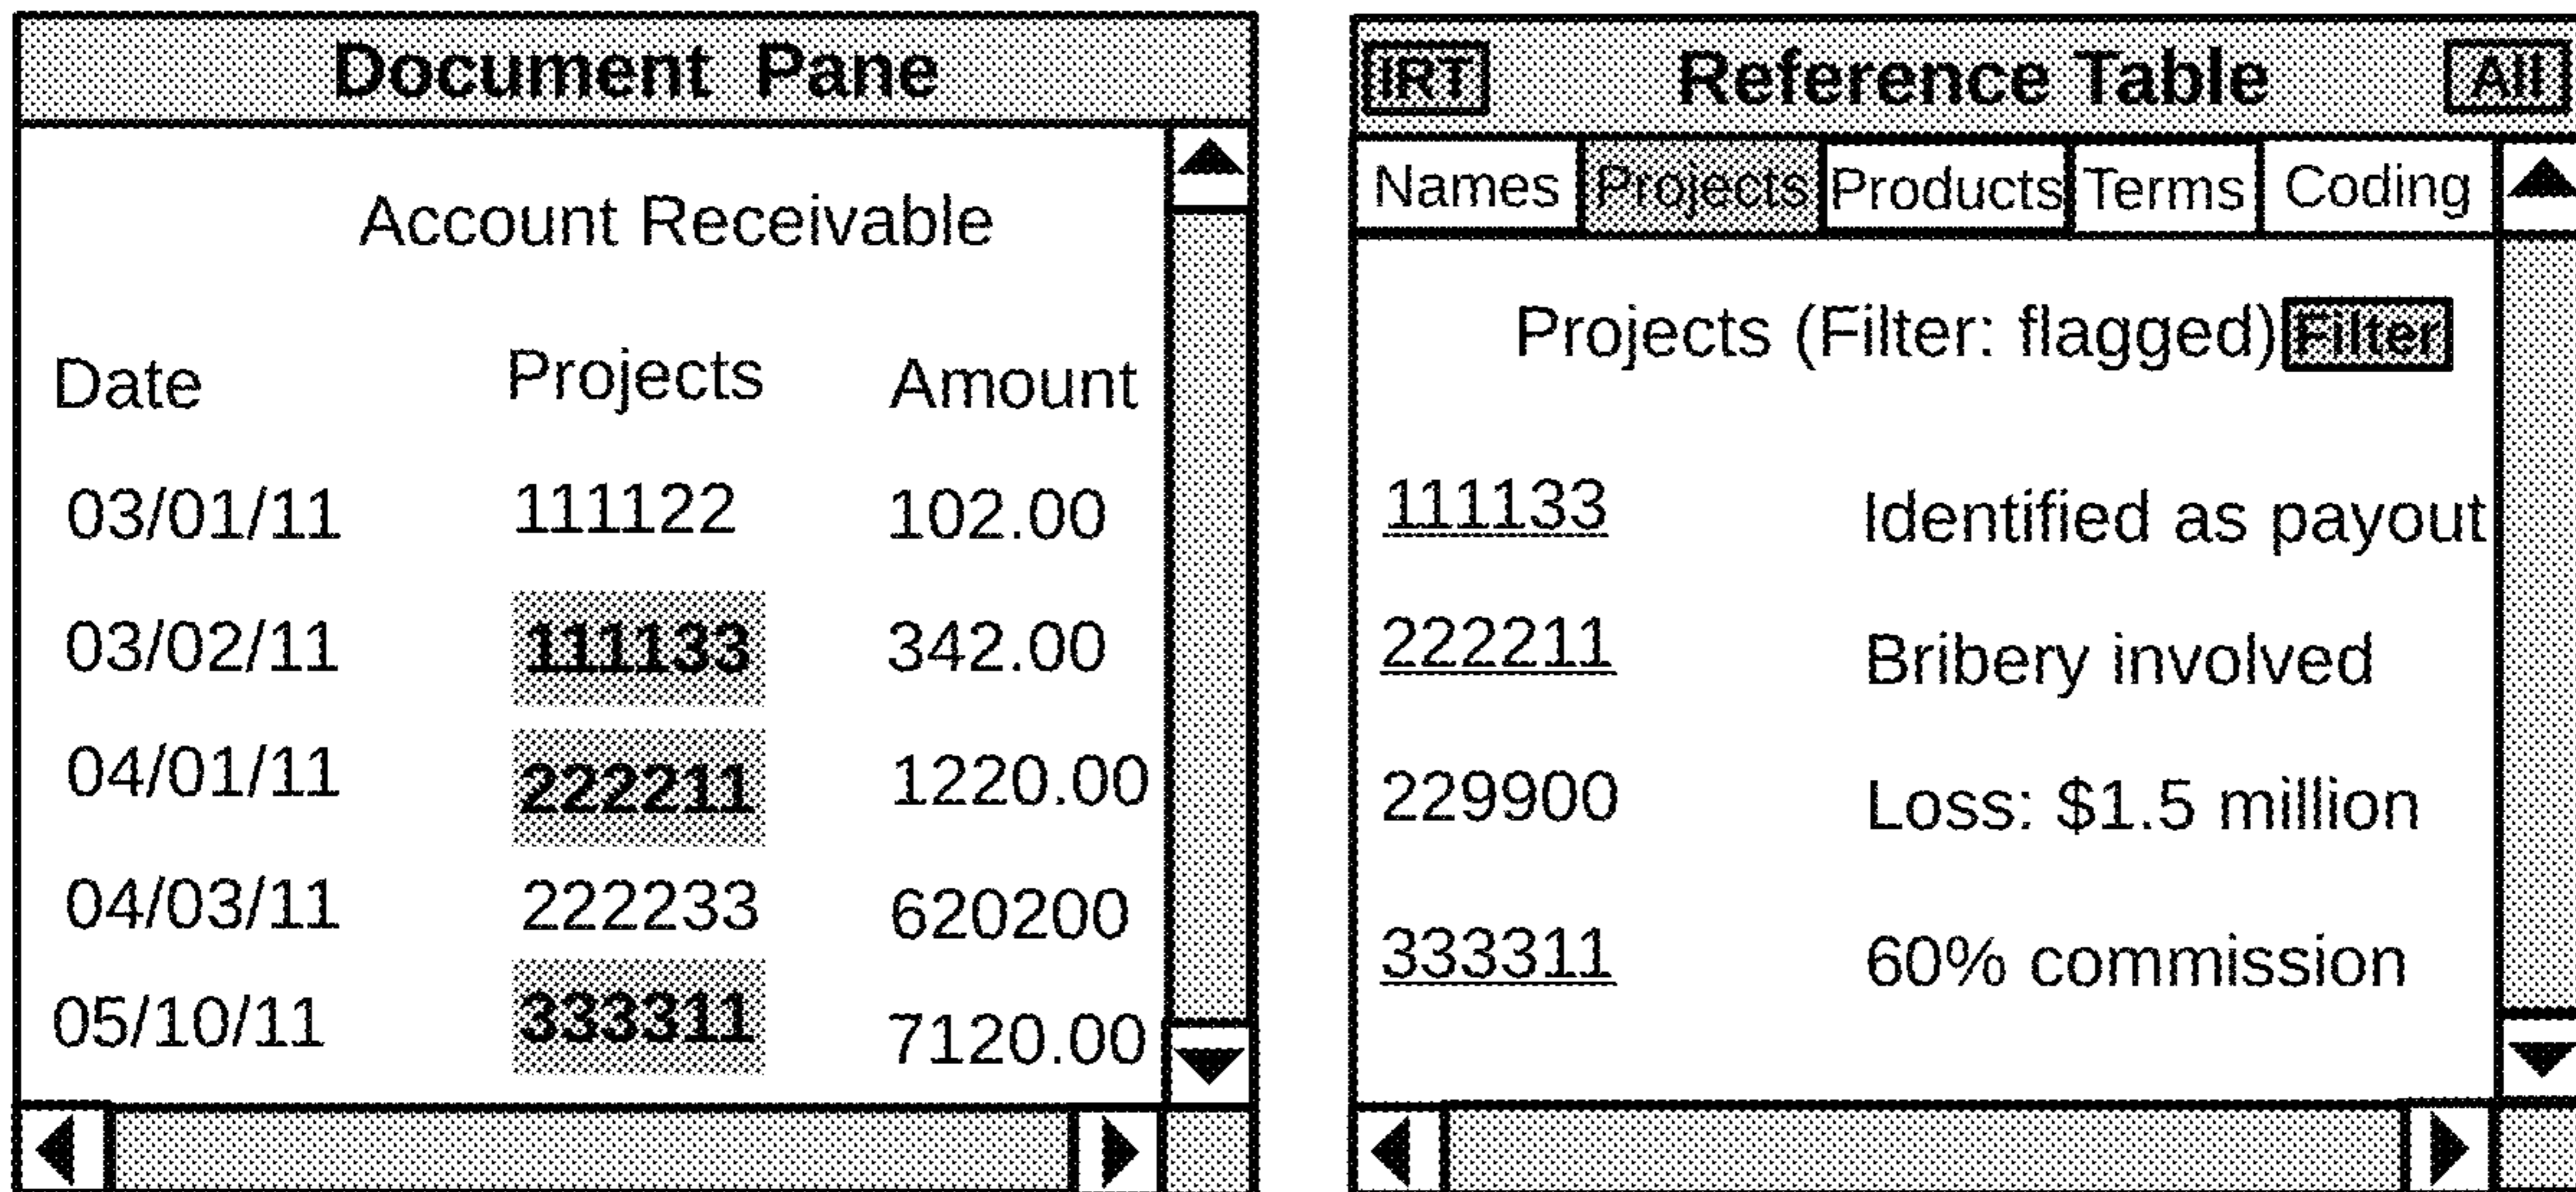 Document Pane
Account Receivable
Date Projects Amount
03/01/11 111122 102.00
03/02/11 111133 342.00
04/01/11 222211 1220.00
04/03/11 222233 620200
05/10/11 333311 7120.00
IRT Reference Table All
Names Projects Products Terms Coding
Projects (Filter: flagged) Filter
111133 Identified as payout
222211 Bribery involved
229900 Loss: $1.5 million
333311 60% commission